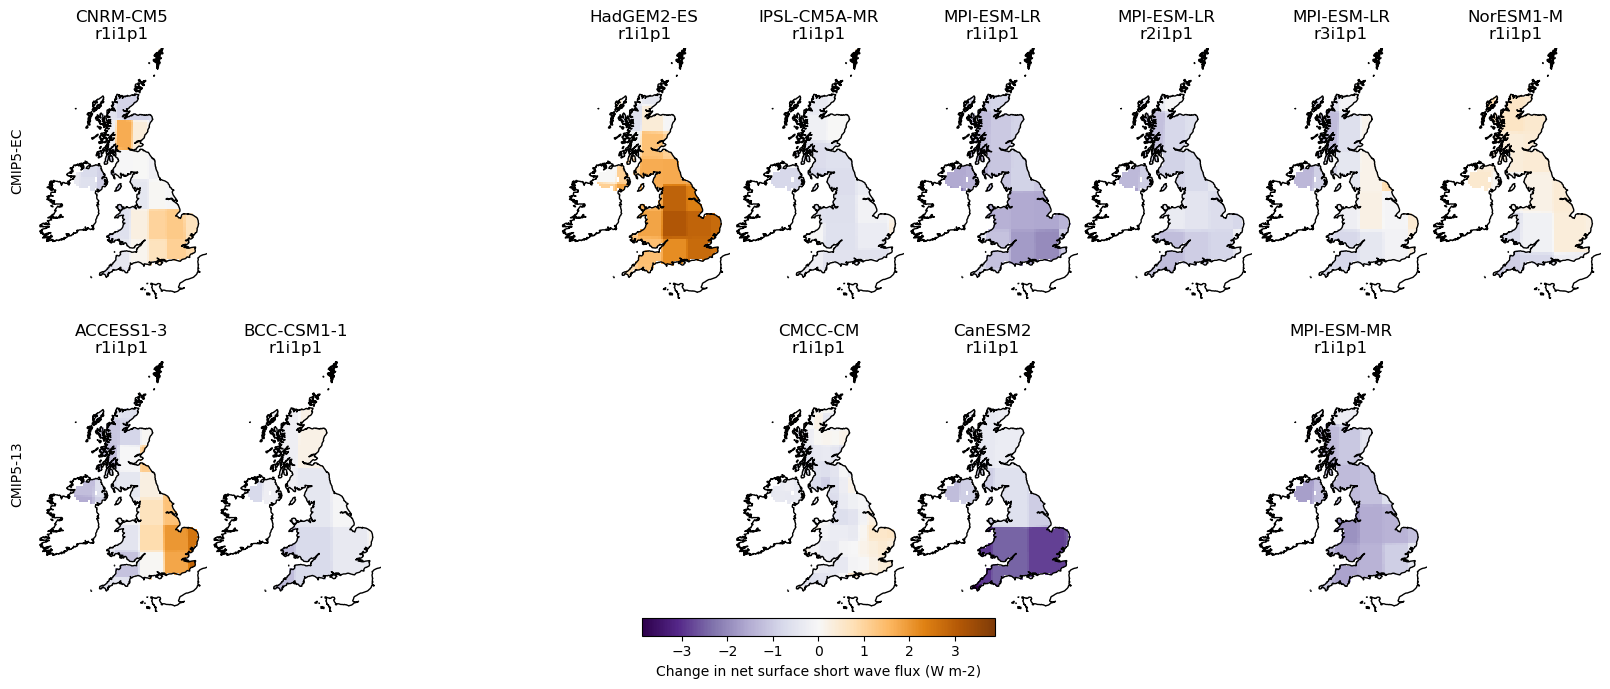 CNRM-CM5
r1i1p1
HadGEM2-ES
r1i1p1
IPSL-CM5A-MR
r1i1p1
MPI-ESM-LR
r1i1p1
MPI-ESM-LR
r2i1p1
MPI-ESM-LR
r3i1p1
NorESM1-M
r1i1p1
CMIP5-EC
ACCESS1-3
r1i1p1
BCC-CSM1-1
r1i1p1
CMCC-CM
r1i1p1
CanESM2
r1i1p1
MPI-ESM-MR
r1i1p1
CMIP5-13
−3 −2 −1 0 1 2 3
Change in net surface short wave flux (W m-2)